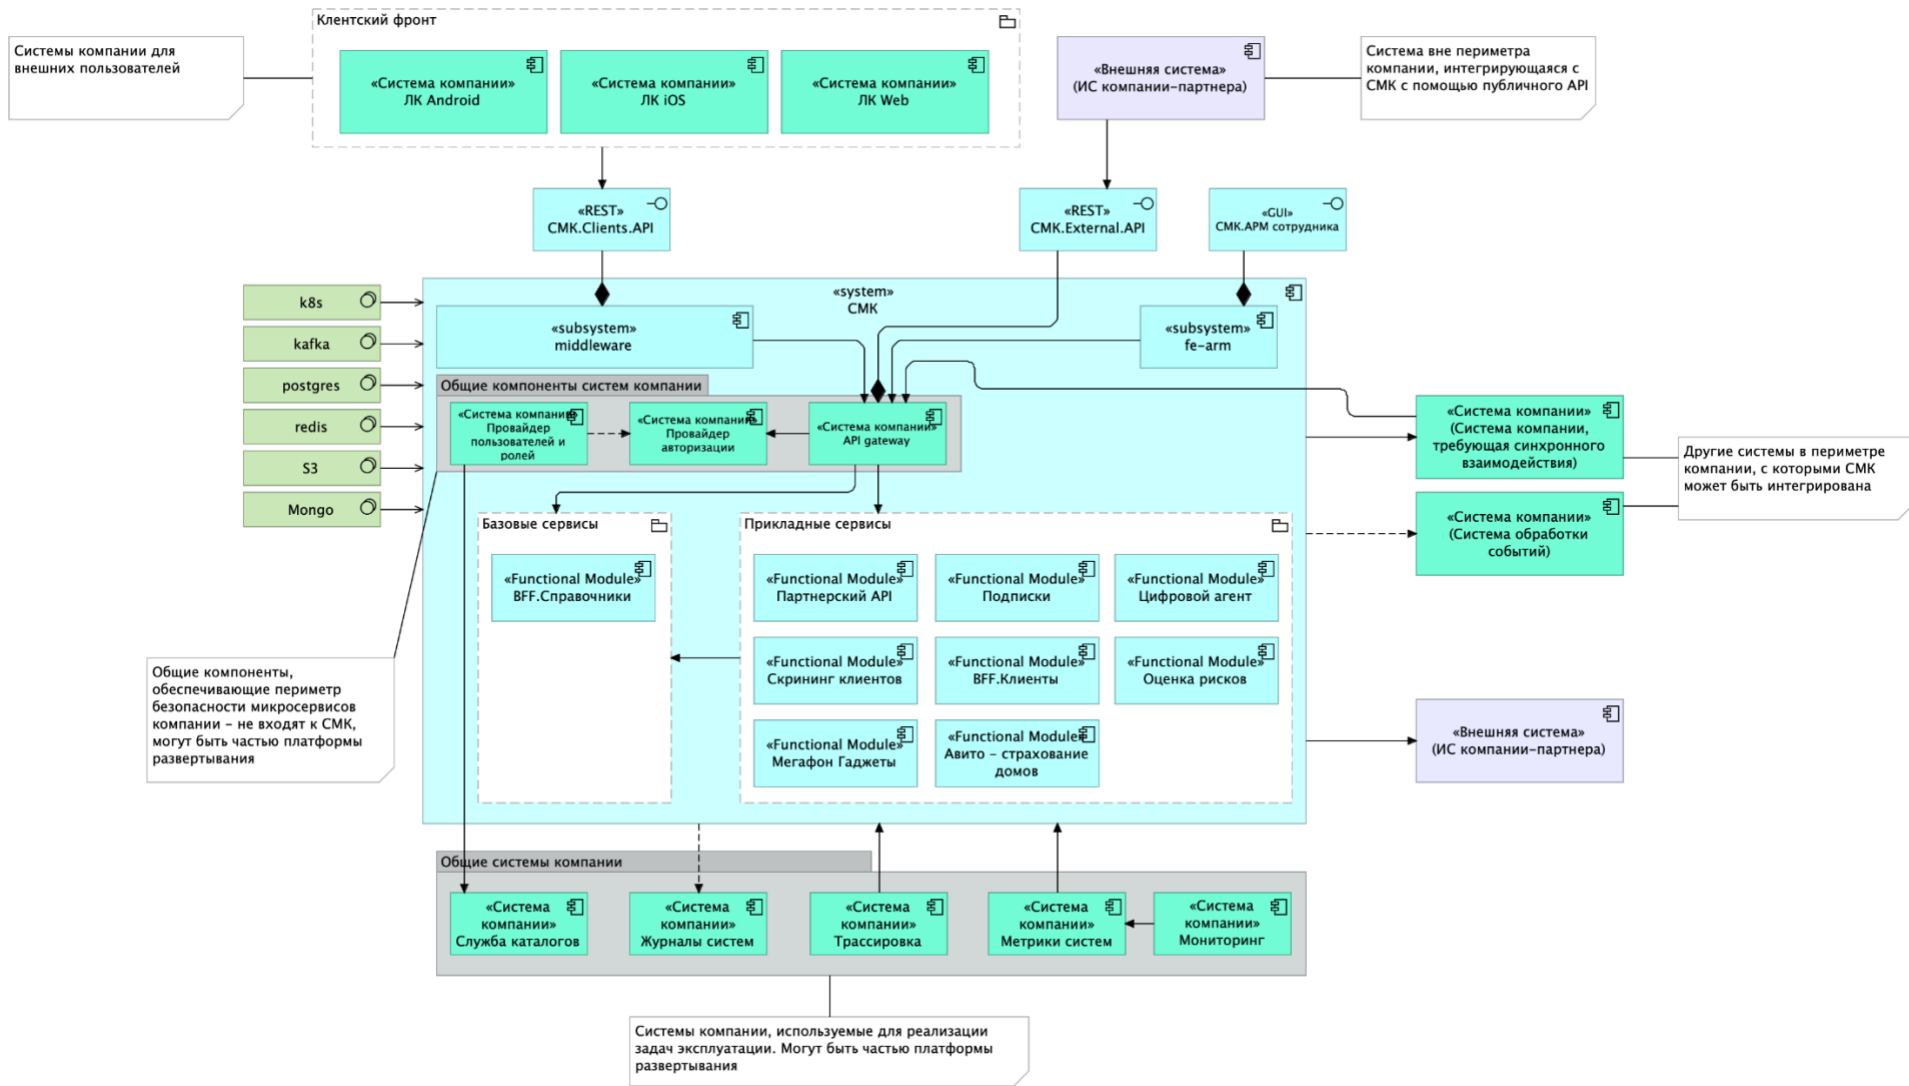 Клентский фронт
Системы компании для
внешних пользователей
«Система компании»
ЛК Android
«Система компании»
ЛК iOS
«Система компании»
ЛК Web
«Внешняя система»
(ИС компании-партнера)
Система вне периметра
компании, интегрирующаяся с
СМК с помощью публичного API
«REST»
СМК.Clients.API
«REST»
СМК.External.API
«GUI»
СМК.АРМ сотрудника
k8s
kafka
postgres
redis
S3
Mongo
«system»
СМК
«subsystem»
middleware
«subsystem»
fe-arm
Общие компоненты систем компании
«Система компании»
Провайдер
пользователей и
ролей
«Система компании»
Провайдер
авторизации
«Система компании»
API gateway
«Система компании»
(Система компании,
требующая синхронного
взаимодействия)
«Система компании»
(Система обработки
событий)
Другие системы в периметре
компании, с которыми СМК
может быть интегрирована
Базовые сервисы
«Functional Module»
BFF.Справочники
Прикладные сервисы
«Functional Module»
Партнерский API
«Functional Module»
Подписки
«Functional Module»
Цифровой агент
«Functional Module»
Скрининг клиентов
«Functional Module»
BFF.Клиенты
«Functional Module»
Оценка рисков
«Functional Module»
Мегафон Гаджеты
«Functional Module»
Авито - страхование
домов
Общие компоненты,
обеспечивающие периметр
безопасности микросервисов
компании - не входят к СМК,
могут быть частью платформы
развертывания
«Внешняя система»
(ИС компании-партнера)
Общие системы компании
«Система
компании»
Служба каталогов
«Система
компании»
Журналы систем
«Система
компании»
Трассировка
«Система
компании»
Метрики систем
«Система
компании»
Мониторинг
Системы компании, используемые для реализации
задач эксплуатации. Могут быть частью платформы
развертывания